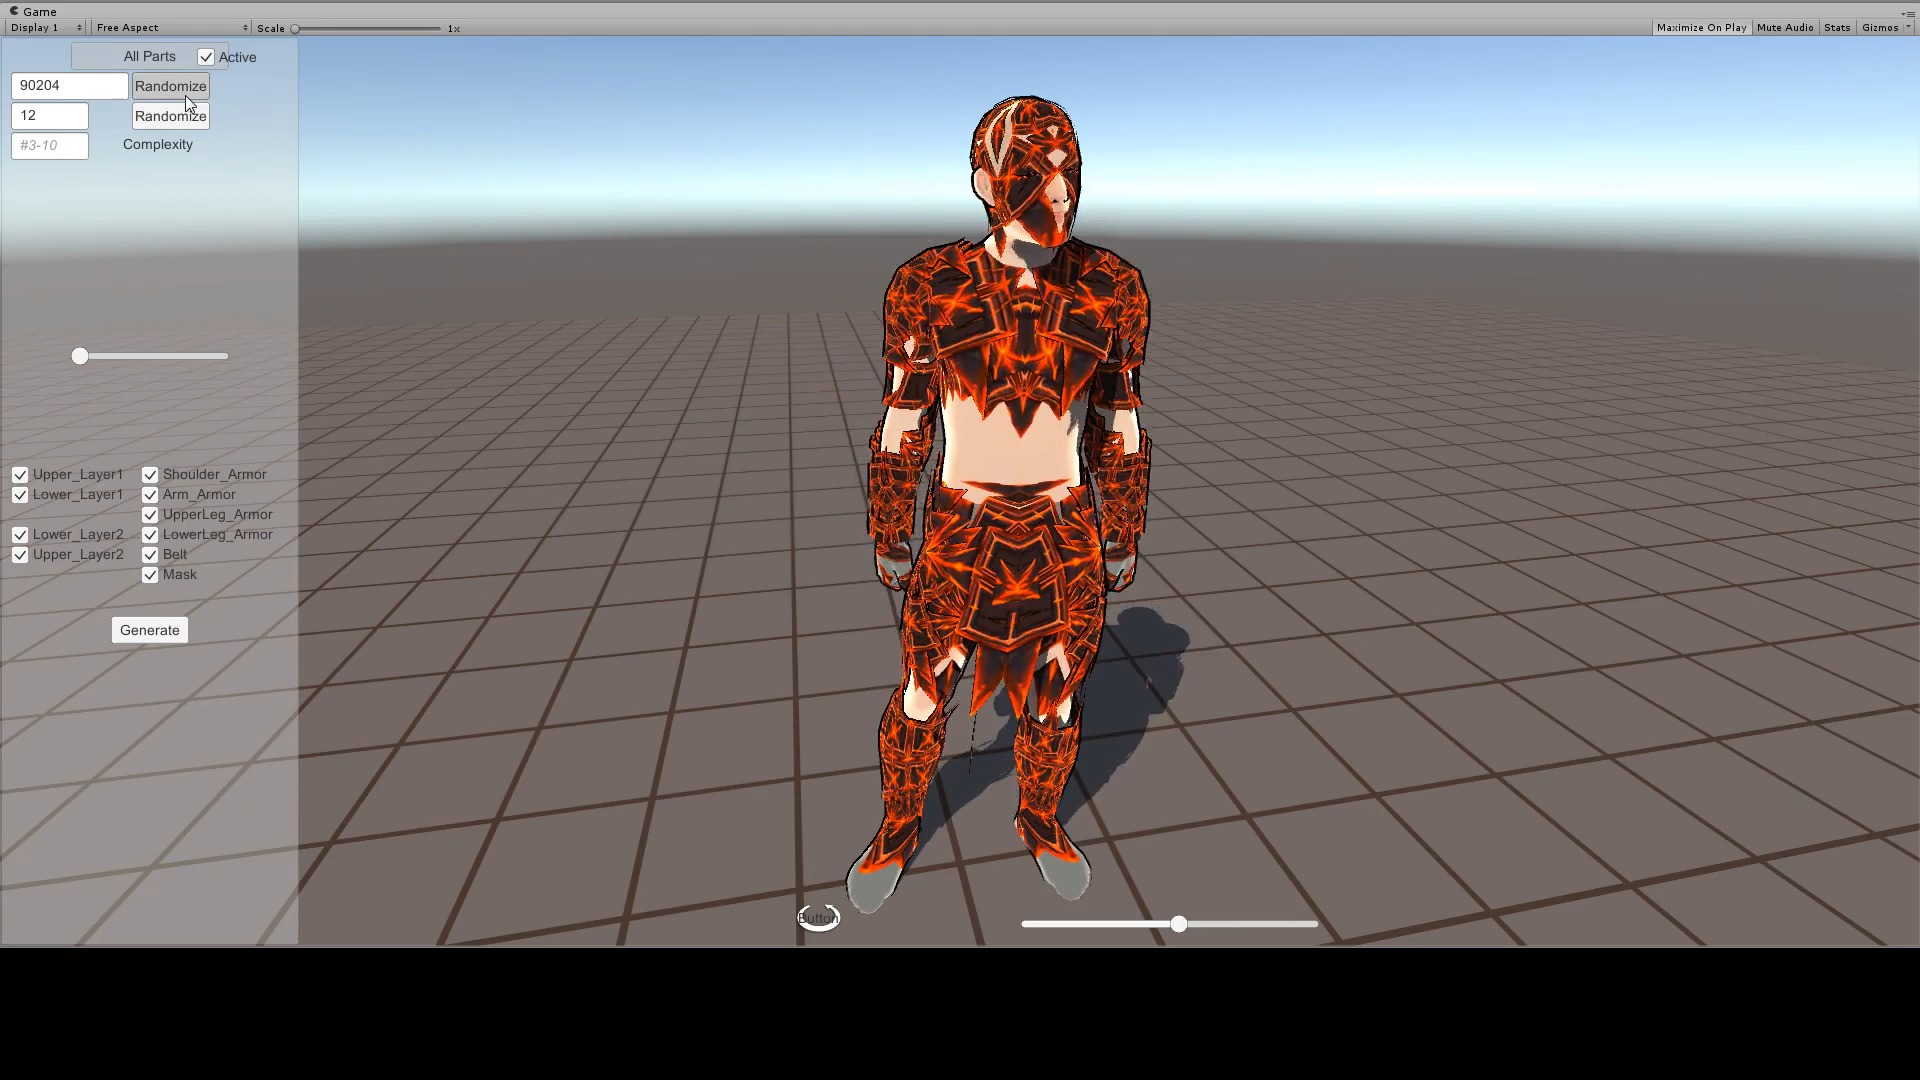 Game
Display 1 Free Aspect Scale 1x Maximize On Play Mute Audio Stats Gizmos
All Parts Active
90204 Randomize
12 Randomize
#3-10 Complexity
Upper_Layer1 Shoulder_Armor
Lower_Layer1 Arm_Armor
UpperLeg_Armor
Lower_Layer2 LowerLeg_Armor
Upper_Layer2 Belt
Mask
Generate
Button